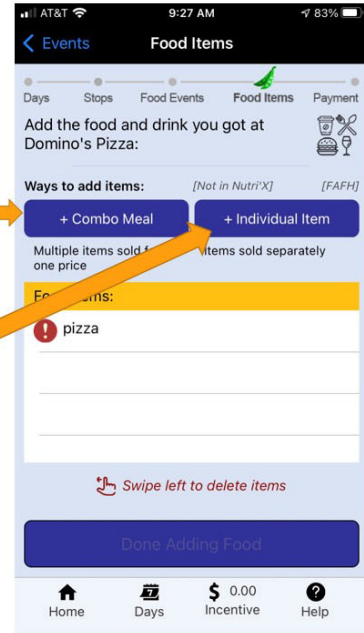 AT&T 9:27 AM 83%
Events Food Items
Days Stops Food Events Food Items Payment
Add the food and drink you got at
Domino's Pizza:
Ways to add items: [Not in Nutri'X] [FAFH]
+ Combo Meal + Individual Item
Multiple items sold items sold separately
one price
pizza
Swipe left to delete items
Done Adding Food
Home Days $ 0.00 Incentive Help